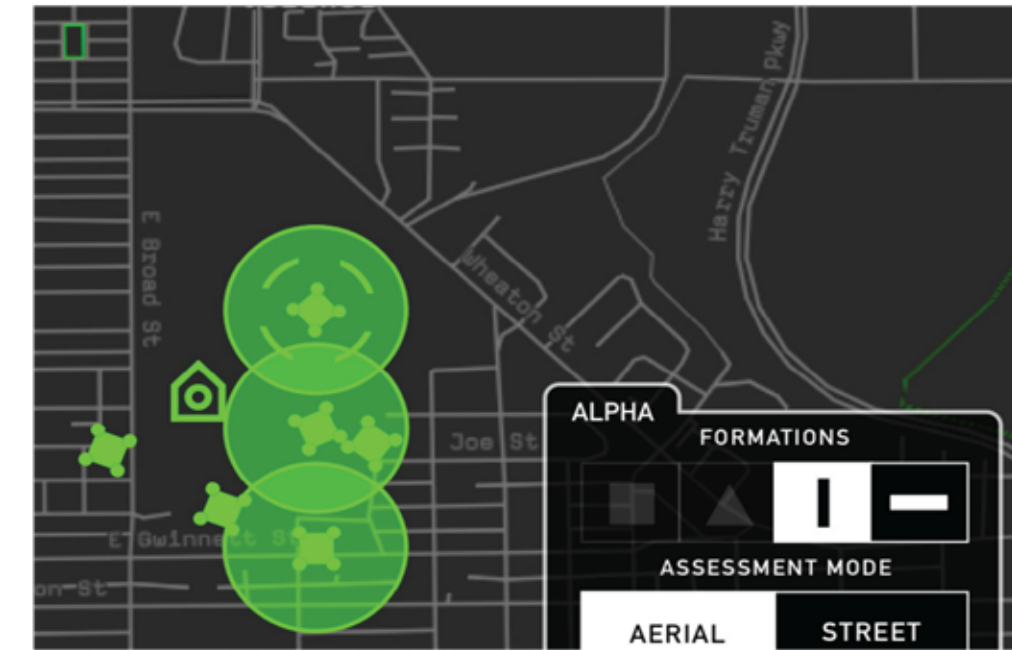 Harry Truman Pkwy
E Broad St
Wheaton St
ALPHA
FORMATIONS
Joe St
E Gwinnett St
on St
ASSESSMENT MODE
AERIAL
STREET